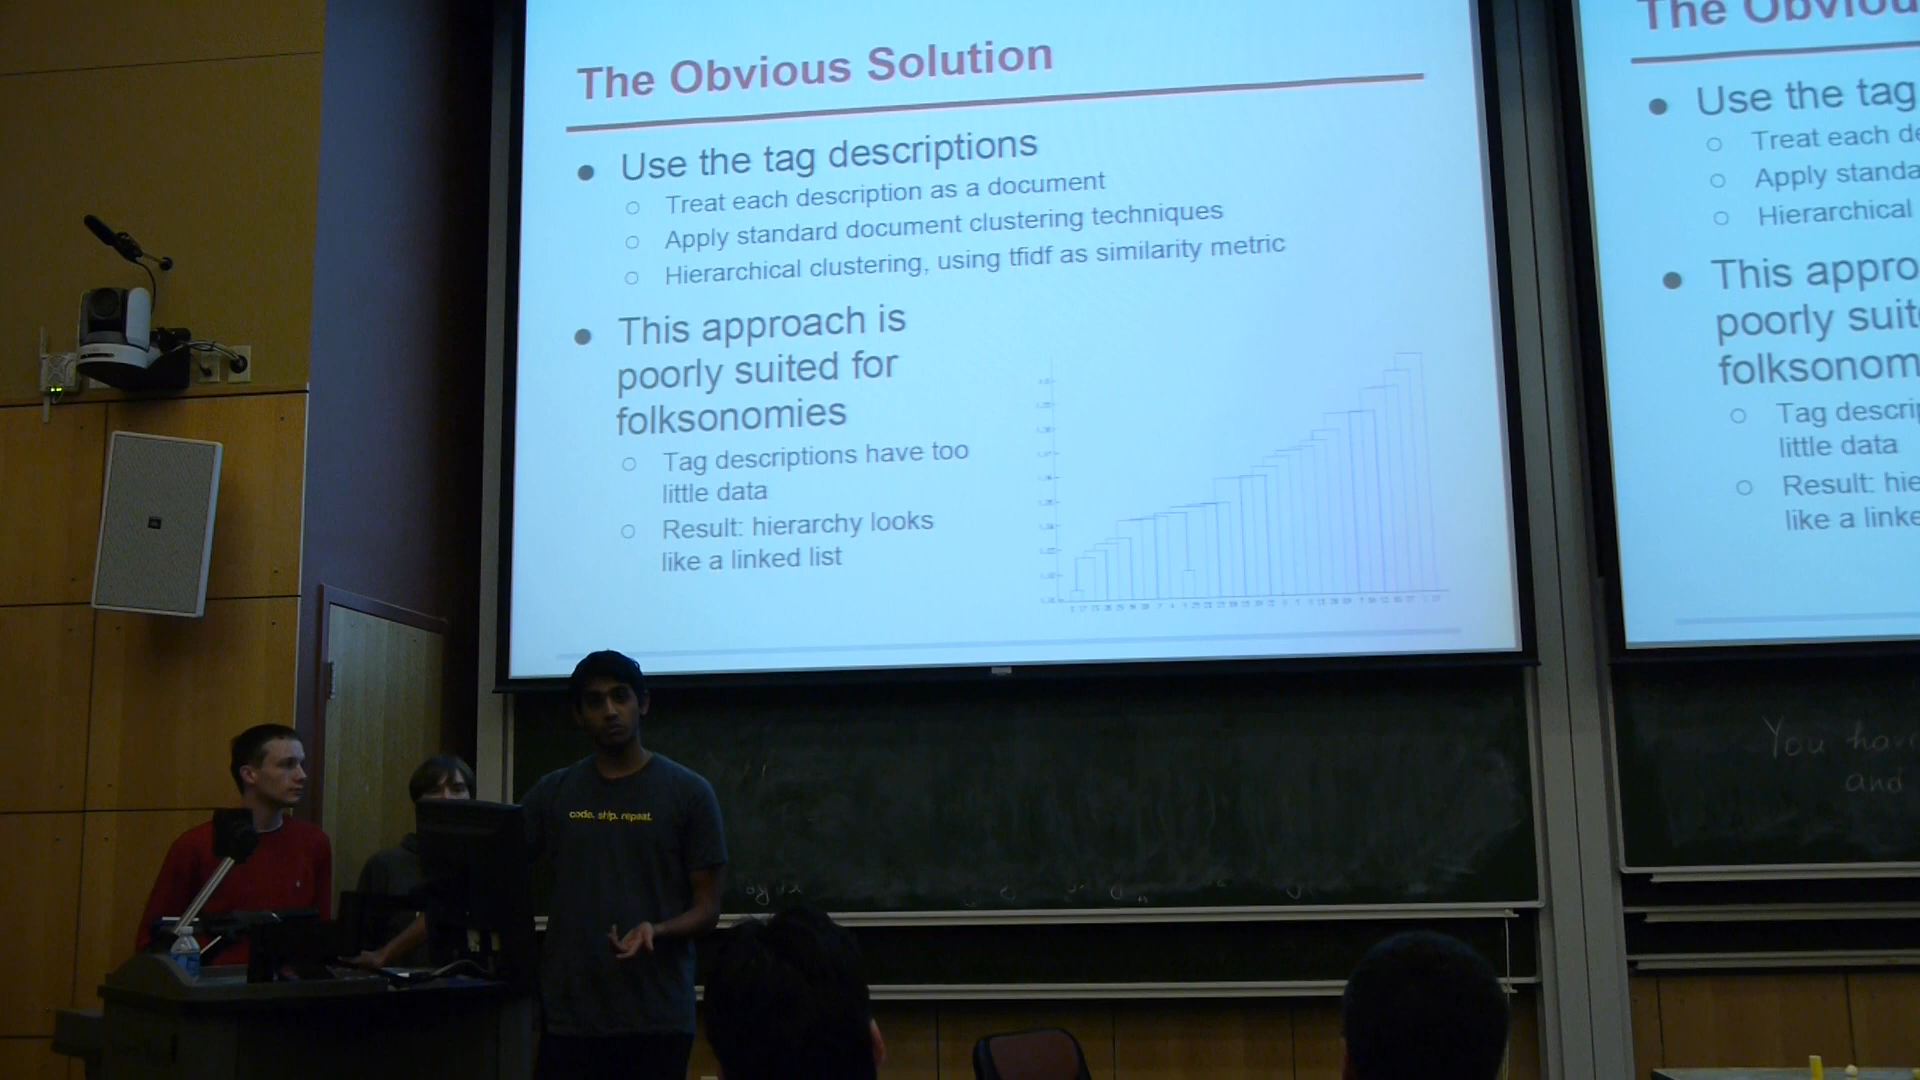 The Obvious Solution
Use the tag descriptions
Treat each description as a document
Apply standard document clustering techniques
Hierarchical clustering, using tfidf as similarity metric
This approach is
poorly suited for
folksonomies
Tag descriptions have too
little data
Result: hierarchy looks
like a linked list
The Obviou
Use the tag
Treat each de
Apply standa
Hierarchical
This appro
poorly suit
folksonom
Tag descrip
little data
Result: hie
like a linke
code. ship. repeat.
You hav
and